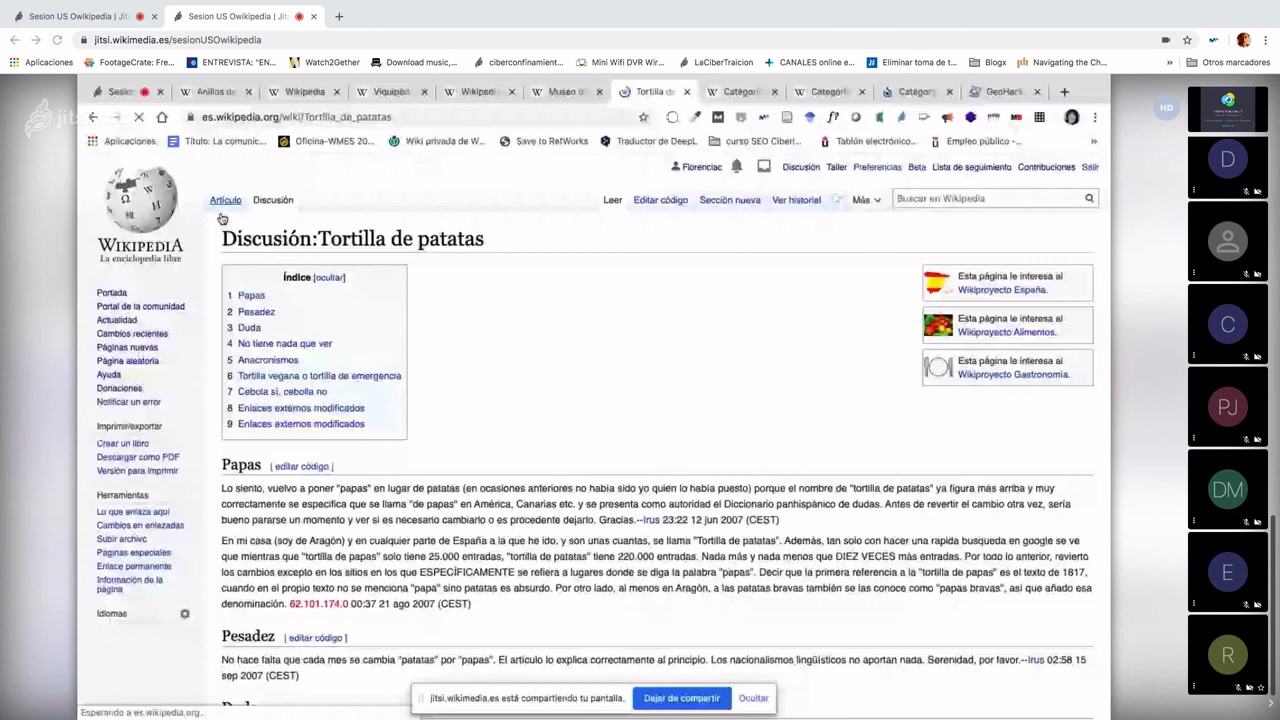 Sesion US Owikipedia | Jit
Sesion US Owikipedia | Jit
jitsi.wikimedia.es/sesionUSOwikipedia
Aplicaciones FootageCrate: Fre... ENTREVISTA: "EN... Watch2Gether Download music,... ciberconfinamient... Mini Wifi DVR Wir... LaCiberTraicion CANALES online e... Eliminar toma de t... Blogx Navigating the Ch... » Otros marcadores
Sesio Anillos de Wikipedia Viquipèd Wikipen Museo o Tortilla de Categori Categori Categor GeoHack
es.wikipedia.org/wiki/Tortilla_de_patatas
Aplicaciones Título: La comunic... Oficina-WMES 20... Wiki privada de W... Save to RefWorks Traductor de DeepL curso SEO Ciberl... Tablón electrónico... Empleo público -... »
HD
Florenciac Discusión Taller Preferencias Beta Lista de seguimiento Contribuciones Salir
Artículo Discusión Leer Editar código Sección nueva Ver historial Más Buscar en Wikipedia
WIKIPEDIA
La enciclopedia libre
Discusión:Tortilla de patatas
Índice [ocultar]
1 Papas
2 Pesadez
3 Duda
4 No tiene nada que ver
5 Anacronismos
6 Tortilla vegana o tortilla de emergencia
7 Cebola sí, cebolla no
8 Enlaces externos modificados
9 Enlaces externos modificados
Esta página le interesa al
Wikiproyecto España.
Esta página le interesa al
Wikiproyecto Alimentos.
Esta página le interesa al
Wikiproyecto Gastronomía.
Portada
Portal de la comunidad
Actualidad
Cambios recientes
Páginas nuevas
Página aleatoria
Ayuda
Donaciones
Notificar un error
Imprimir/exportar
Crear un libro
Descargar como PDF
Versión para imprimir
Herramientas
Lo que enlaza aquí
Cambios en enlazadas
Subir archivo
Páginas especiales
Enlace permanente
Información de la
página
Idiomas
Papas [ editar código ]
Lo siento, vuelvo a poner "papas" en lugar de patatas (en ocasiones anteriores no había sido yo quien lo había puesto) porque el nombre de "tortilla de patatas" ya figura más arriba y muy
correctamente se especifica que se llama "de papas" en América, Canarias etc. y se presenta como autoridad el Diccionario panhispánico de dudas. Antes de revertir el cambio otra vez, sería
bueno pararse un momento y ver si es necesario cambiarlo o es procedente dejarlo. Gracias.--Irus 23:22 12 jun 2007 (CEST)
En mi casa (soy de Aragón) y en cualquier parte de España a la que he ido, y son unas cuantas, se llama "Tortilla de patatas". Además, tan solo con hacer una rapida busqueda en google se ve
que mientras que "tortilla de papas" solo tiene 25.000 entradas, "tortilla de patatas" tiene 220.000 entradas. Nada más y nada menos que DIEZ VECES más entradas. Por todo lo anterior, revierto
los cambios excepto en los sitios en los que ESPECÍFICAMENTE se refiera a lugares donde se diga la palabra "papas". Decir que la primera referencia a la "tortilla de papas" es el texto de 1817,
cuando en el propio texto no se menciona "papa" sino patatas es absurdo. Por otro lado, al menos en Aragón, a las patatas bravas también se las conoce como "papas bravas", así que añado esa
denominación. 62.101.174.0 00:37 21 ago 2007 (CEST)
Pesadez [ editar código ]
No hace falta que cada mes se cambia "patatas" por "papas". El artículo lo explica correctamente al principio. Los nacionalismos lingüísticos no aportan nada. Serenidad, por favor.--Irus 02:58 15
sep 2007 (CEST)
jitsi.wikimedia.es está compartiendo tu pantalla. Dejar de compartir Ocultar
Esperando a es.wikipedia.org...
D
C
PJ
DM
E
R